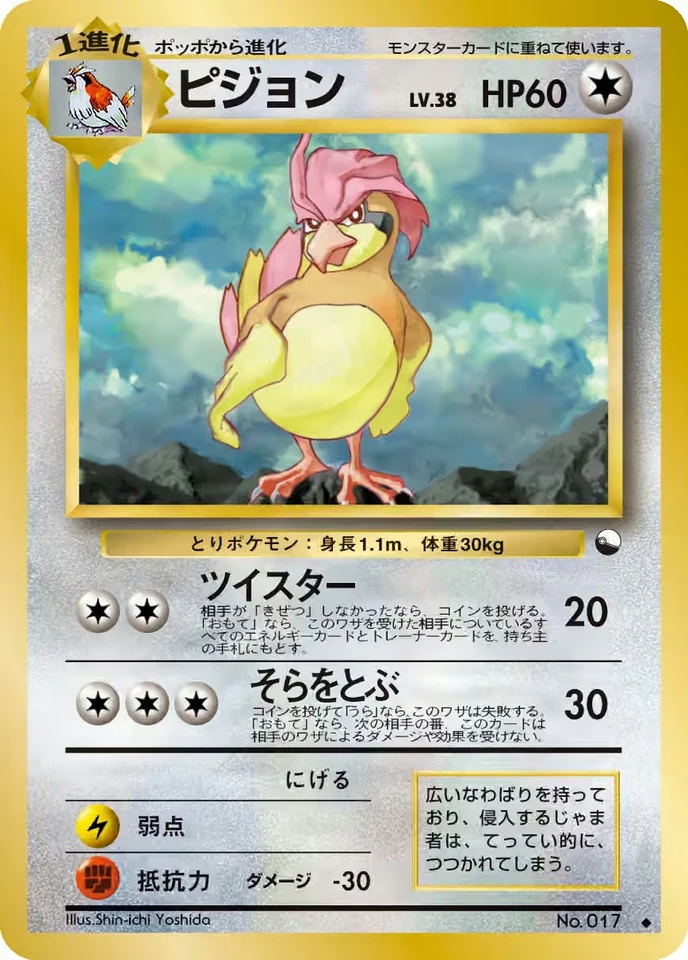 1進化
ポッポから進化
モンスターカードに重ねて使います。
ピジョン
LV.38 HP60
とりポケモン：身長1.1m、体重30kg
ツイスター
20
相手が「きぜつ」しなかったなら、コインを投げる。
「おもて」なら、このワザを受けた相手についているす
べてのエネルギーカードとトレーナーカードを、持ち主
の手札にもどす。
そらをとぶ
30
コインを投げて「うら」なら、このワザは失敗する。
「おもて」なら、次の相手の番、このカードは
相手のワザによるダメージや効果を受けない。
にげる
弱点
抵抗力 ダメージ -30
広いなわばりを持って
おり、侵入するじゃま
者は、てってい的に、
つつかれてしまう。
Illus.Shin-ichi Yoshida
No. 017